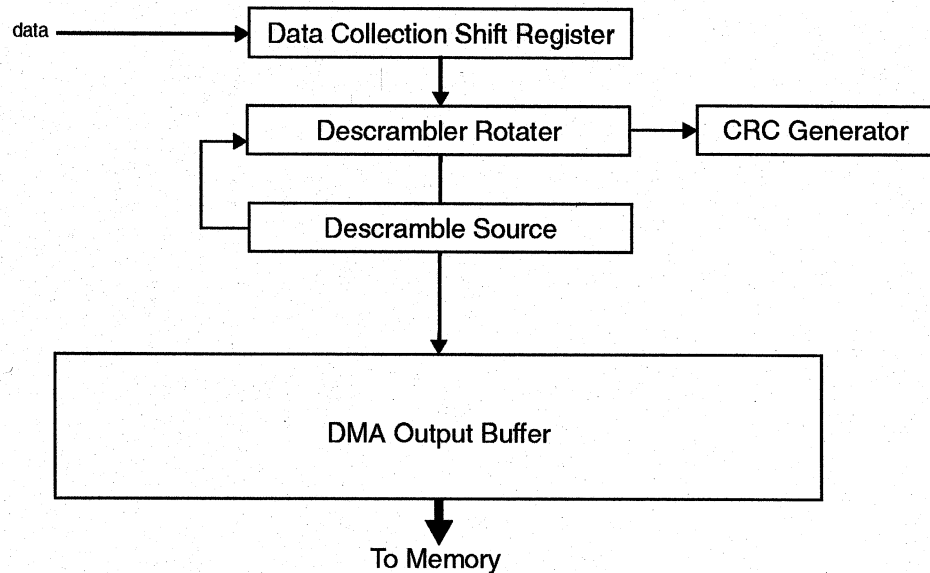 data
Data Collection Shift Register
Descrambler Rotater
CRC Generator
Descramble Source
DMA Output Buffer
To Memory